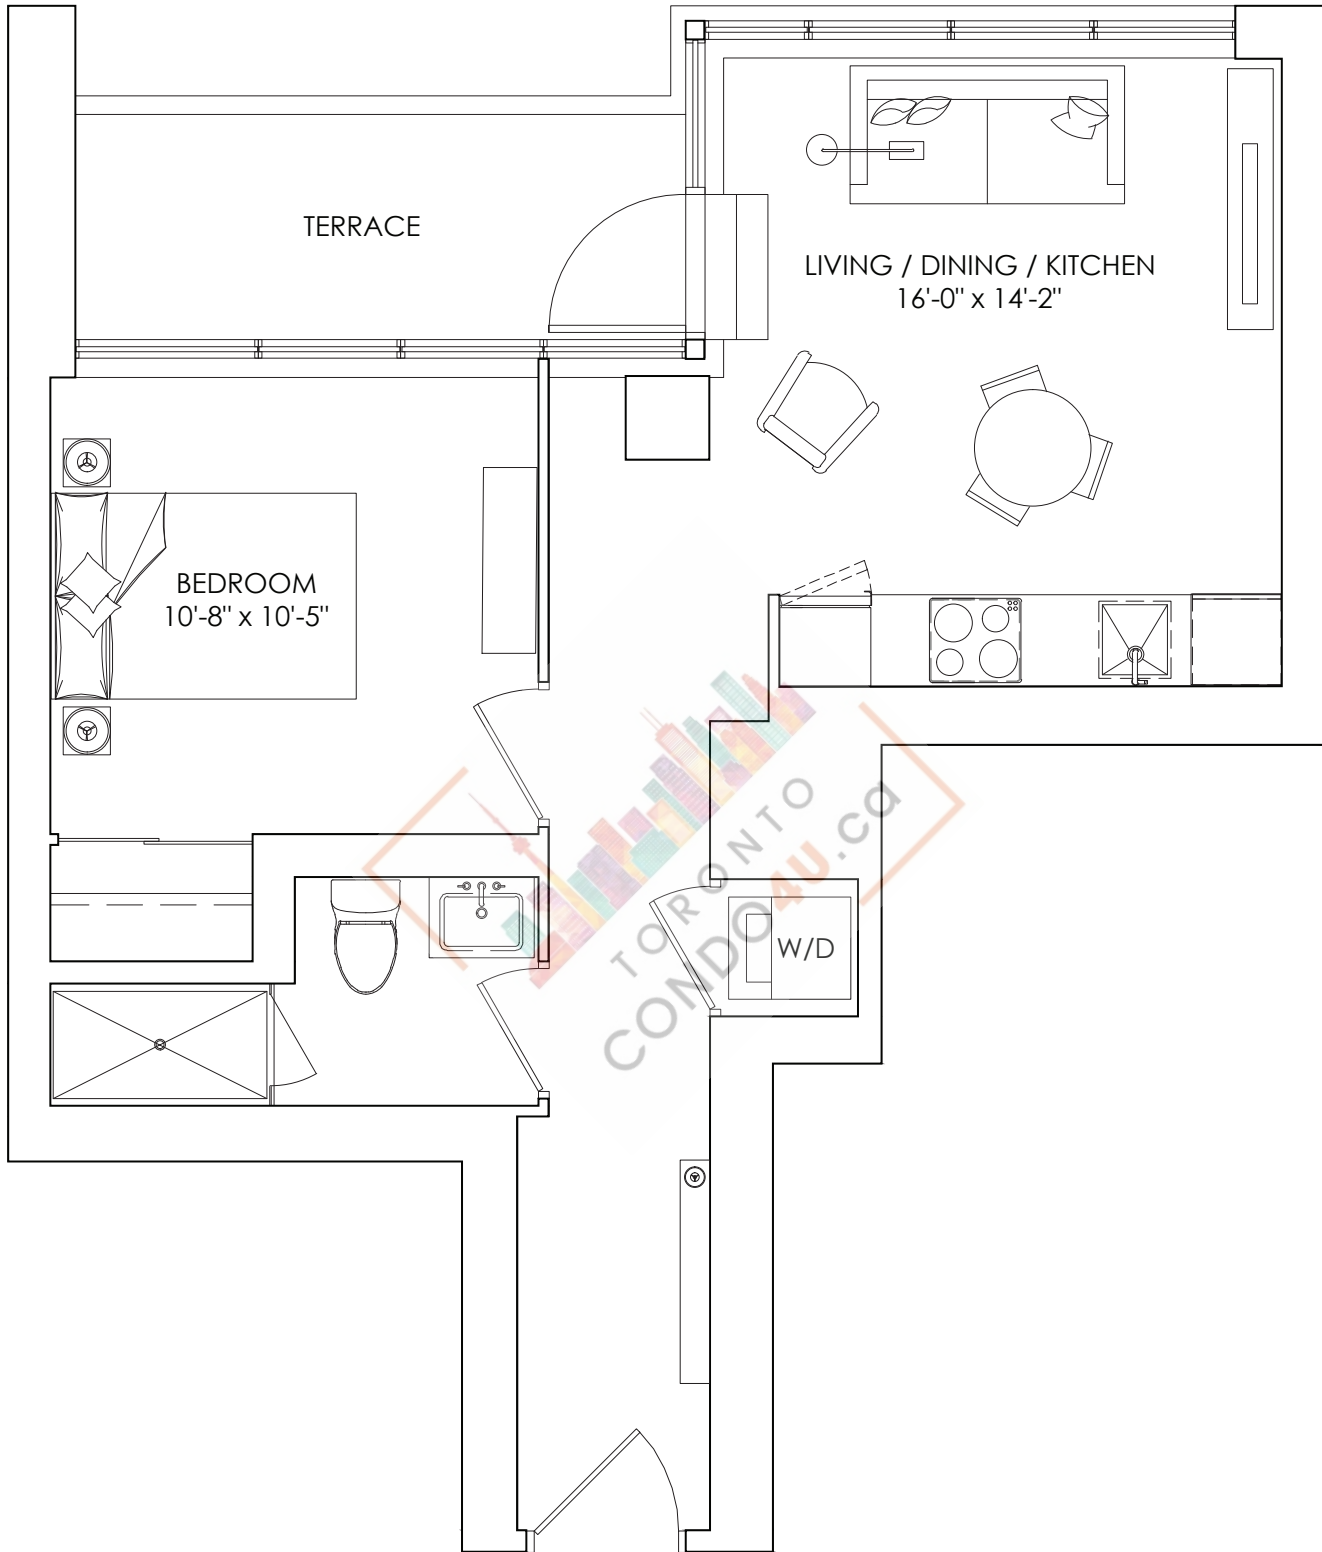 TERRACE
LIVING / DINING / KITCHEN
16'-0" x 14'-2"
BEDROOM
10'-8" x 10'-5"
W/D
TORONTO
CONDO4U.ca